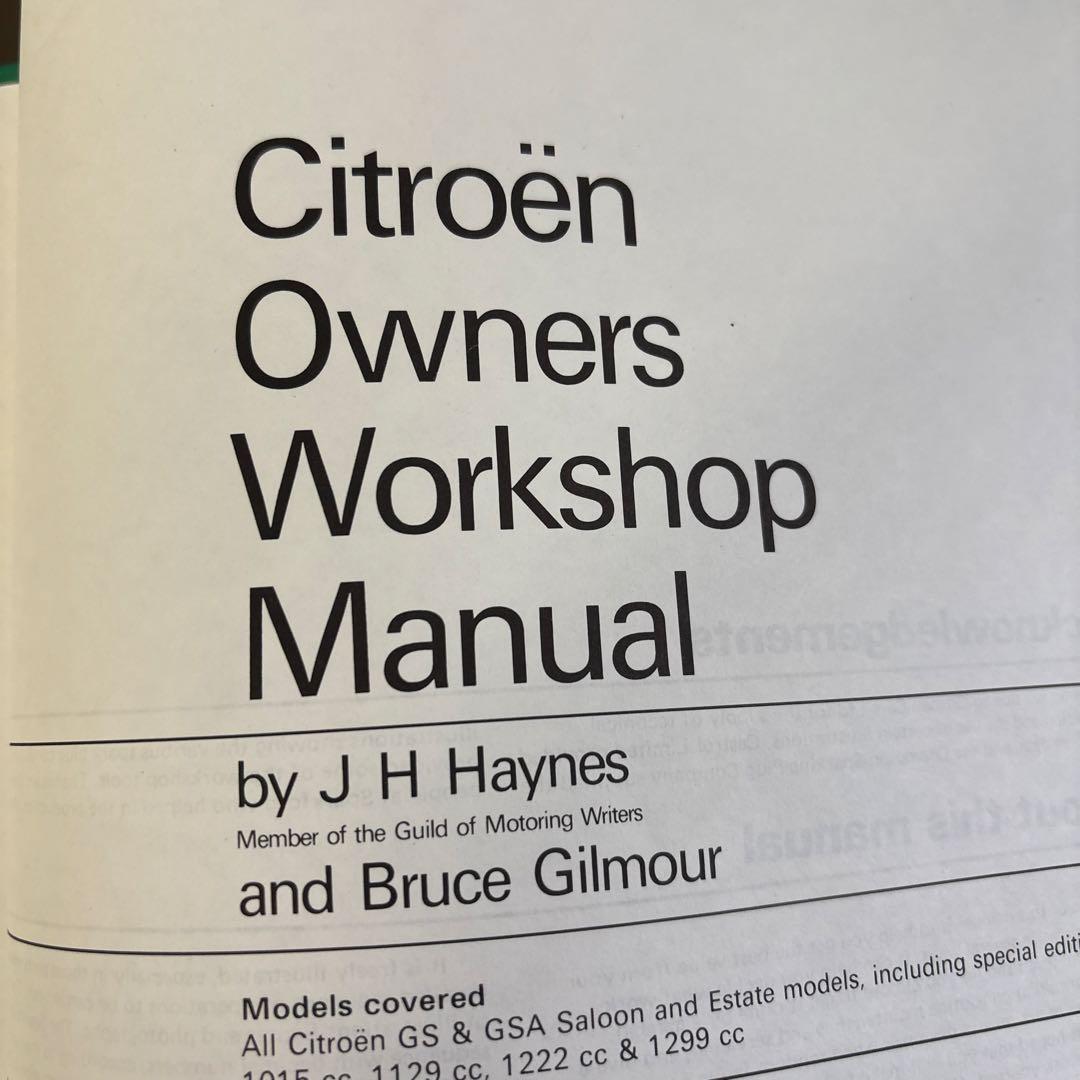 Citroën
Owners
Workshop
Manual
by J H Haynes
Member of the Guild of Motoring Writers
and Bruce Gilmour
Models covered
All Citroën GS & GSA Saloon and Estate models, including special
1015 cc, 1129 cc, 1222 cc & 1299 cc